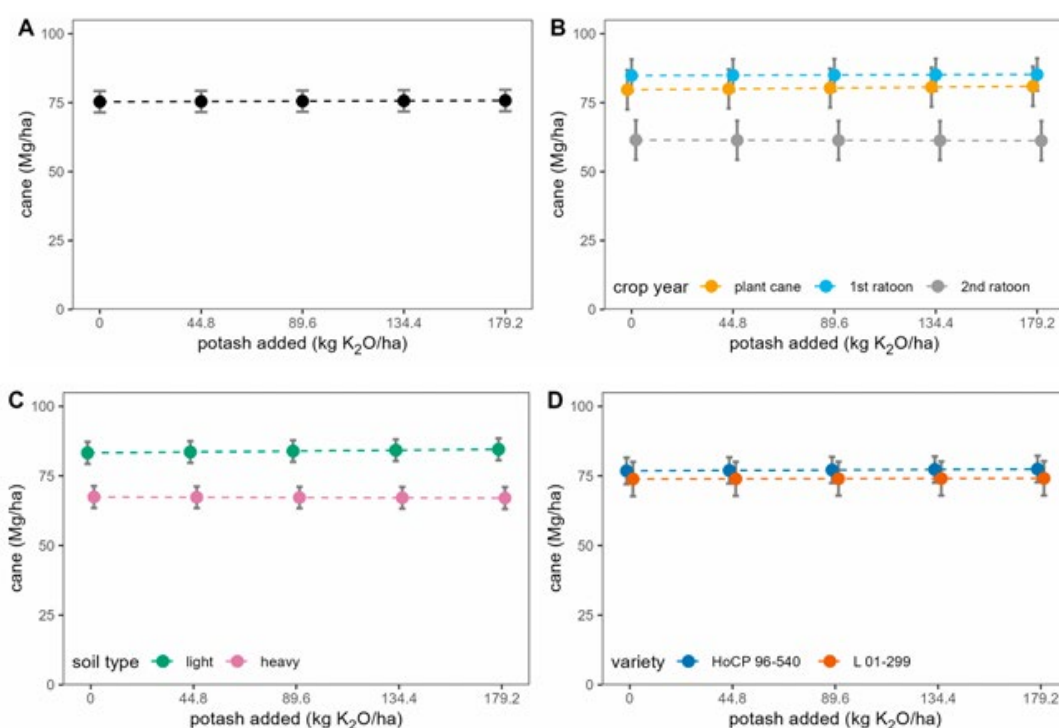 A
100
75
50
25
0
cane (Mg/ha)
0 44.8 89.6 134.4 179.2
potash added (kg K₂O/ha)
B
100
75
50
25
0
cane (Mg/ha)
crop year plant cane 1st ratoon 2nd ratoon
0 44.8 89.6 134.4 179.2
potash added (kg K₂O/ha)
C
100
75
50
25
0
cane (Mg/ha)
soil type light heavy
0 44.8 89.6 134.4 179.2
potash added (kg K₂O/ha)
D
100
75
50
25
0
cane (Mg/ha)
variety HoCP 96-540 L 01-299
0 44.8 89.6 134.4 179.2
potash added (kg K₂O/ha)